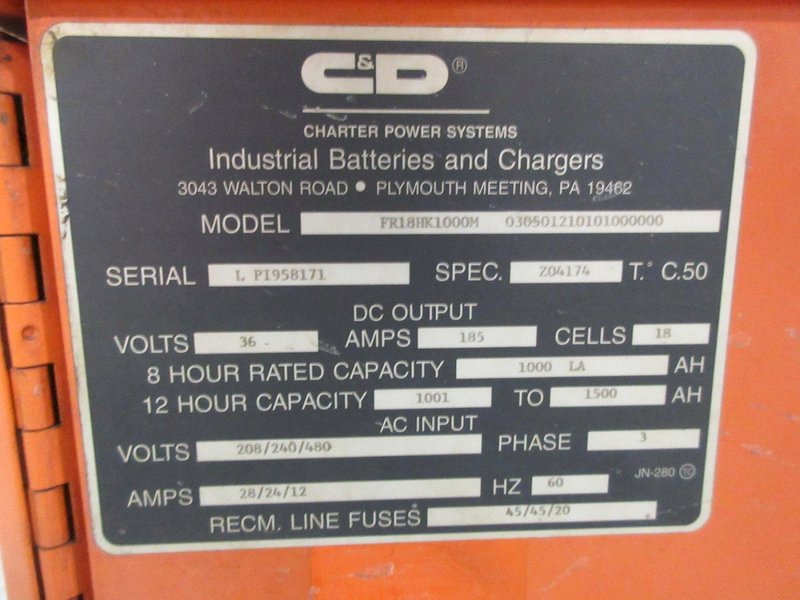 C&D®
CHARTER POWER SYSTEMS
Industrial Batteries and Chargers
3043 WALTON ROAD • PLYMOUTH MEETING, PA 19462
MODEL FR18HK1000M 030501210101000000
SERIAL L PI958171 SPEC. Z04174 T.° C.50
DC OUTPUT
VOLTS 36 . AMPS 185 CELLS 18
8 HOUR RATED CAPACITY 1000 LA AH
12 HOUR CAPACITY 1001 TO 1500 AH
AC INPUT
VOLTS 208/240/480 PHASE 3
JN-280 TC
AMPS 28/24/12 HZ 60
RECM. LINE FUSES 45/45/20